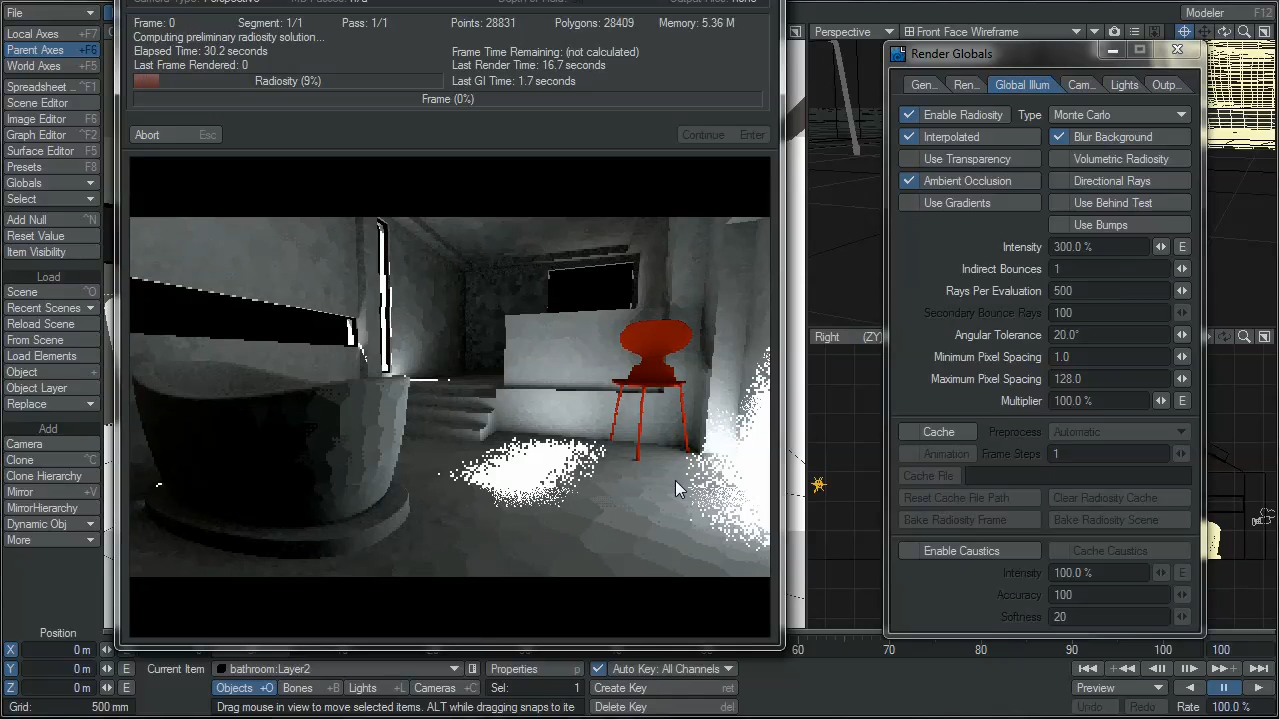 File
Local Axes +F7
Parent Axes +F6
World Axes +F5
Spreadsheet ... ^F1
Scene Editor
Image Editor F6
Graph Editor ^F2
Surface Editor F5
Presets F8
Globals
Select
Add Null ^N
Reset Value
Item Visibility
Load
Scene ^O
Recent Scenes
Reload Scene
From Scene
Load Elements
Object +
Object Layer
Replace
Add
Camera
Clone ^C
Clone Hierarchy
Mirror +V
MirrorHierarchy
Dynamic Obj
More
Position
X 0 m E
Y 0 m E
Z 0 m E
Grid: 500 mm
Frame: 0 Segment: 1/1 Pass: 1/1 Points: 28831 Polygons: 28409 Memory: 5.36 M
Computing preliminary radiosity solution...
Elapsed Time: 30.2 seconds Frame Time Remaining: (not calculated)
Last Frame Rendered: 0 Last Render Time: 16.7 seconds
Radiosity (9%) Last GI Time: 1.7 seconds
Frame (0%)
Abort Esc Continue Enter
Perspective Front Face Wireframe
Modeler F12
Right (ZY)
Render Globals
Gen... Ren... Global Illum Cam... Lights Outp...
Enable Radiosity Type Monte Carlo
Interpolated Blur Background
Use Transparency Volumetric Radiosity
Ambient Occlusion Directional Rays
Use Gradients Use Behind Test
Use Bumps
Intensity 300.0 % E
Indirect Bounces 1
Rays Per Evaluation 500
Secondary Bounce Rays 100
Angular Tolerance 20.0°
Minimum Pixel Spacing 1.0
Maximum Pixel Spacing 128.0
Multiplier 100.0 % E
Cache Preprocess Automatic
Animation Frame Steps 1
Cache File
Reset Cache File Path Clear Radiosity Cache
Bake Radiosity Frame Bake Radiosity Scene
Enable Caustics Cache Caustics
Intensity 100.0 % E
Accuracy 100
Softness 20
70 80 90 100 100
Current Item bathroom:Layer2 Properties p Auto Key: All Channels
Objects +O Bones +B Lights +L Cameras +C Sel: 1 Create Key ret
Drag mouse in view to move selected items. ALT while dragging snaps to ite Delete Key del
Preview
Undo Redo Rate 100.0 %